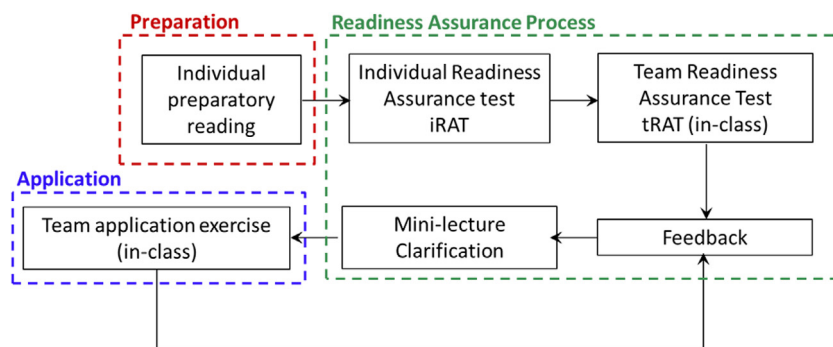 Preparation
Readiness Assurance Process
Individual
preparatory
reading
Individual Readiness
Assurance test
iRAT
Team Readiness
Assurance Test
tRAT (in-class)
Application
Team application exercise
(in-class)
Mini-lecture
Clarification
Feedback